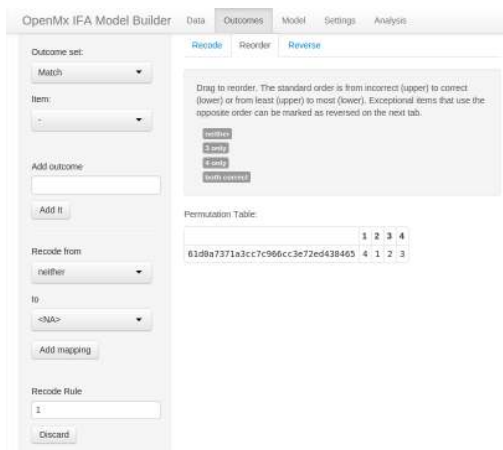 OpenMx IFA Model Builder Data Outcomes Model Settings Analysis
Outcome set:
Match
Item:
-
Add outcome
Add It
Recode from
neither
to
<NA>
Add mapping
Recode Rule
1
Discard
Recode Reorder Reverse
Drag to reorder. The standard order is from incorrect (upper) to correct
(lower) or from least (upper) to most (lower). Exceptional items that use the
opposite order can be marked as reversed on the next tab.
neither
3 only
4 only
both correct
Permutation Table:
1 2 3 4
61d0a7371a3cc7c966cc3e72ed438465 4 1 2 3